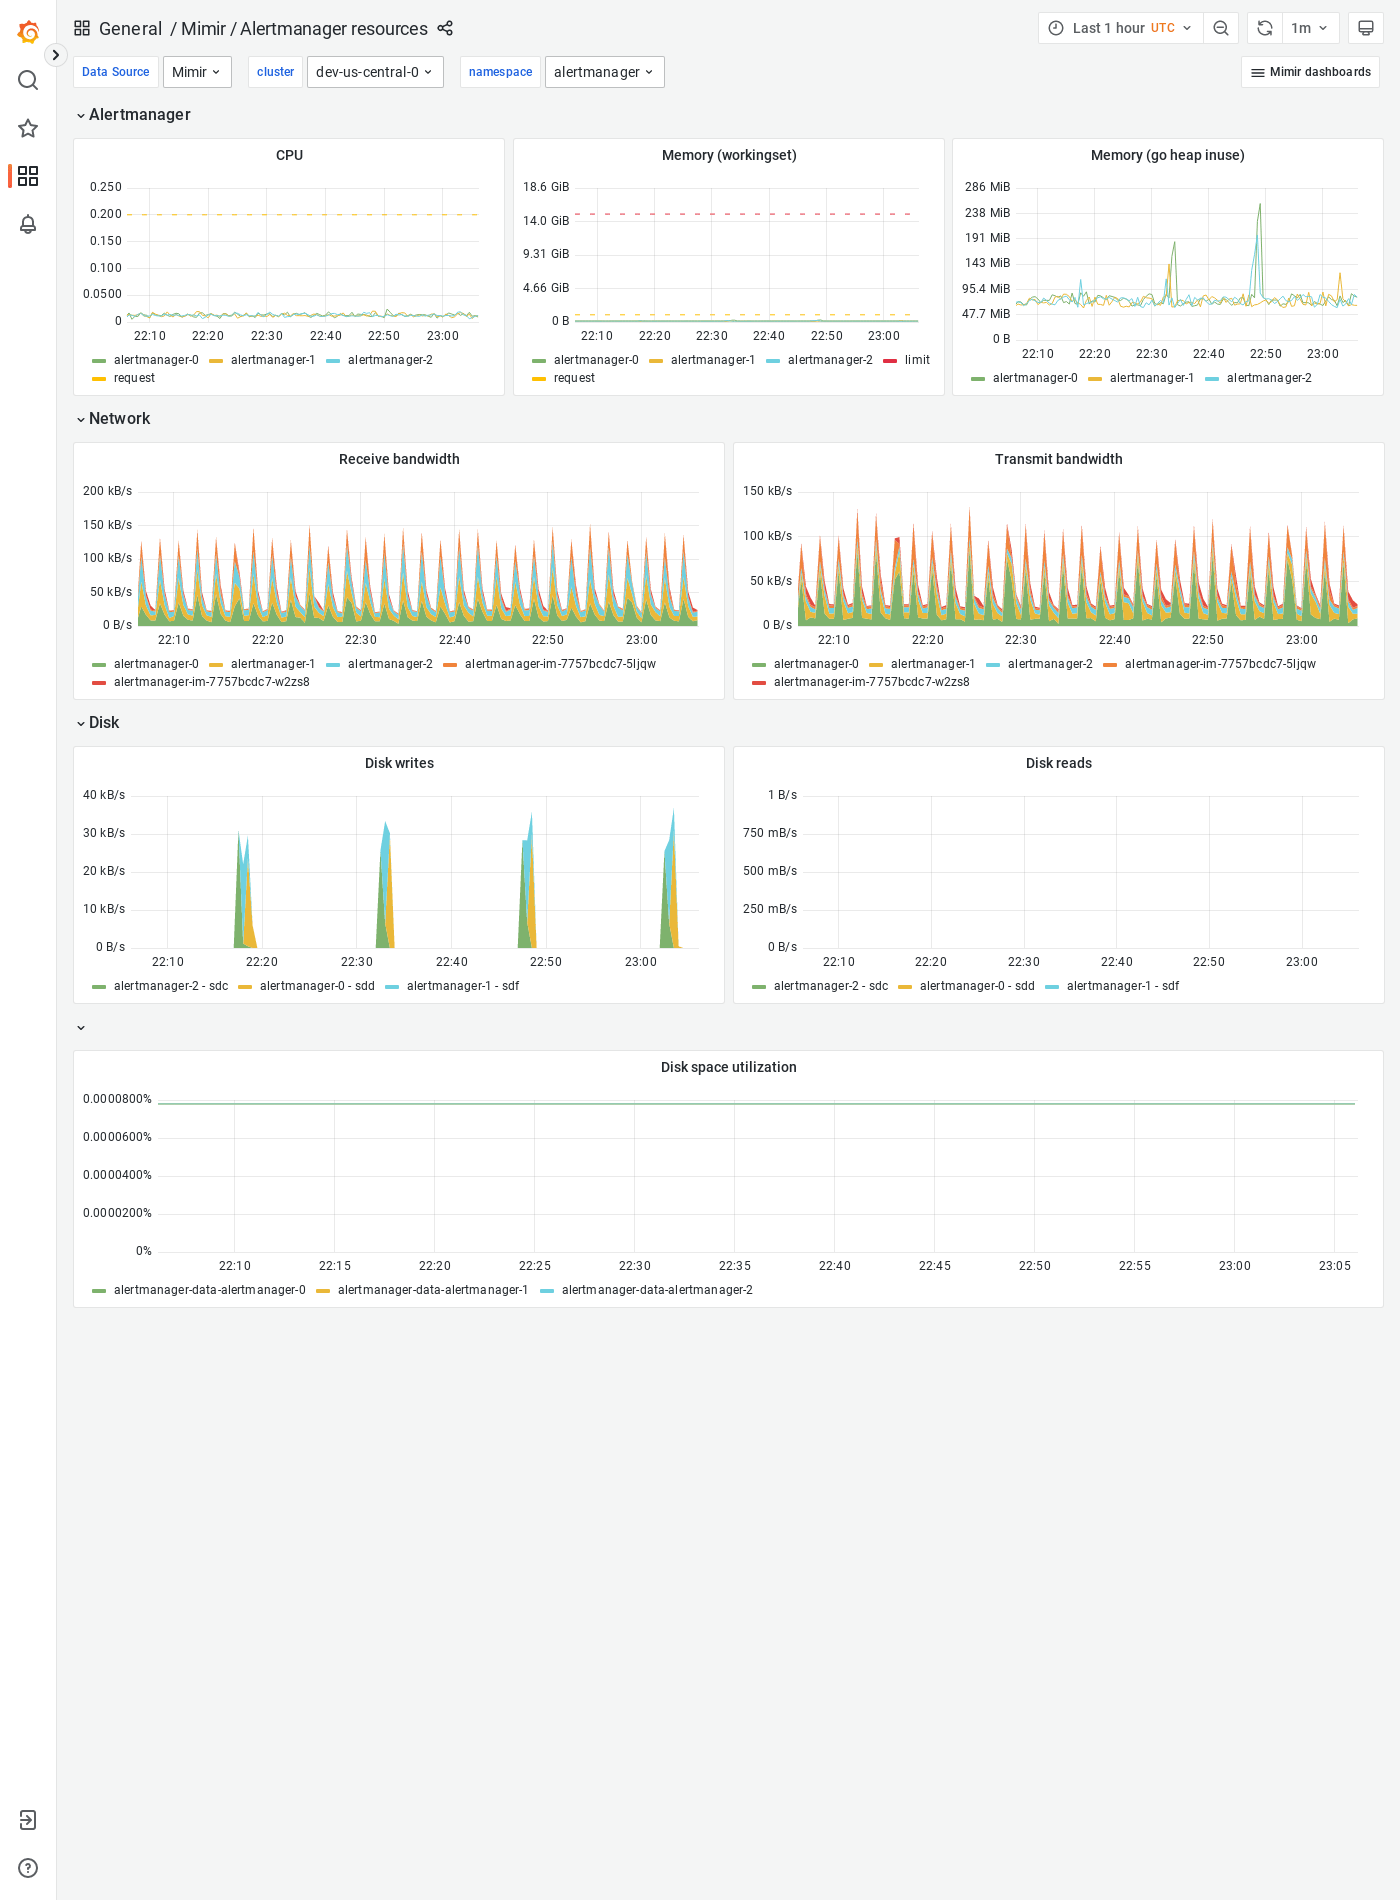 General / Mimir / Alertmanager resources
Last 1 hour UTC
1m
Data Source Mimir cluster dev-us-central-0 namespace alertmanager
Mimir dashboards
Alertmanager
CPU
0.250
0.200
0.150
0.100
0.0500
0
22:10 22:20 22:30 22:40 22:50 23:00
alertmanager-0 alertmanager-1 alertmanager-2
request
Memory (workingset)
18.6 GiB
14.0 GiB
9.31 GiB
4.66 GiB
0 B
22:10 22:20 22:30 22:40 22:50 23:00
alertmanager-0 alertmanager-1 alertmanager-2 limit
request
Memory (go heap inuse)
286 MiB
238 MiB
191 MiB
143 MiB
95.4 MiB
47.7 MiB
0 B
22:10 22:20 22:30 22:40 22:50 23:00
alertmanager-0 alertmanager-1 alertmanager-2
Network
Receive bandwidth
200 kB/s
150 kB/s
100 kB/s
50 kB/s
0 B/s
22:10 22:20 22:30 22:40 22:50 23:00
alertmanager-0 alertmanager-1 alertmanager-2 alertmanager-im-7757bcdc7-5ljqw
alertmanager-im-7757bcdc7-w2zs8
Transmit bandwidth
150 kB/s
100 kB/s
50 kB/s
0 B/s
22:10 22:20 22:30 22:40 22:50 23:00
alertmanager-0 alertmanager-1 alertmanager-2 alertmanager-im-7757bcdc7-5ljqw
alertmanager-im-7757bcdc7-w2zs8
Disk
Disk writes
40 kB/s
30 kB/s
20 kB/s
10 kB/s
0 B/s
22:10 22:20 22:30 22:40 22:50 23:00
alertmanager-2 - sdc alertmanager-0 - sdd alertmanager-1 - sdf
Disk reads
1 B/s
750 mB/s
500 mB/s
250 mB/s
0 B/s
22:10 22:20 22:30 22:40 22:50 23:00
alertmanager-2 - sdc alertmanager-0 - sdd alertmanager-1 - sdf
Disk space utilization
0.0000800%
0.0000600%
0.0000400%
0.0000200%
0%
22:10 22:15 22:20 22:25 22:30 22:35 22:40 22:45 22:50 22:55 23:00 23:05
alertmanager-data-alertmanager-0 alertmanager-data-alertmanager-1 alertmanager-data-alertmanager-2